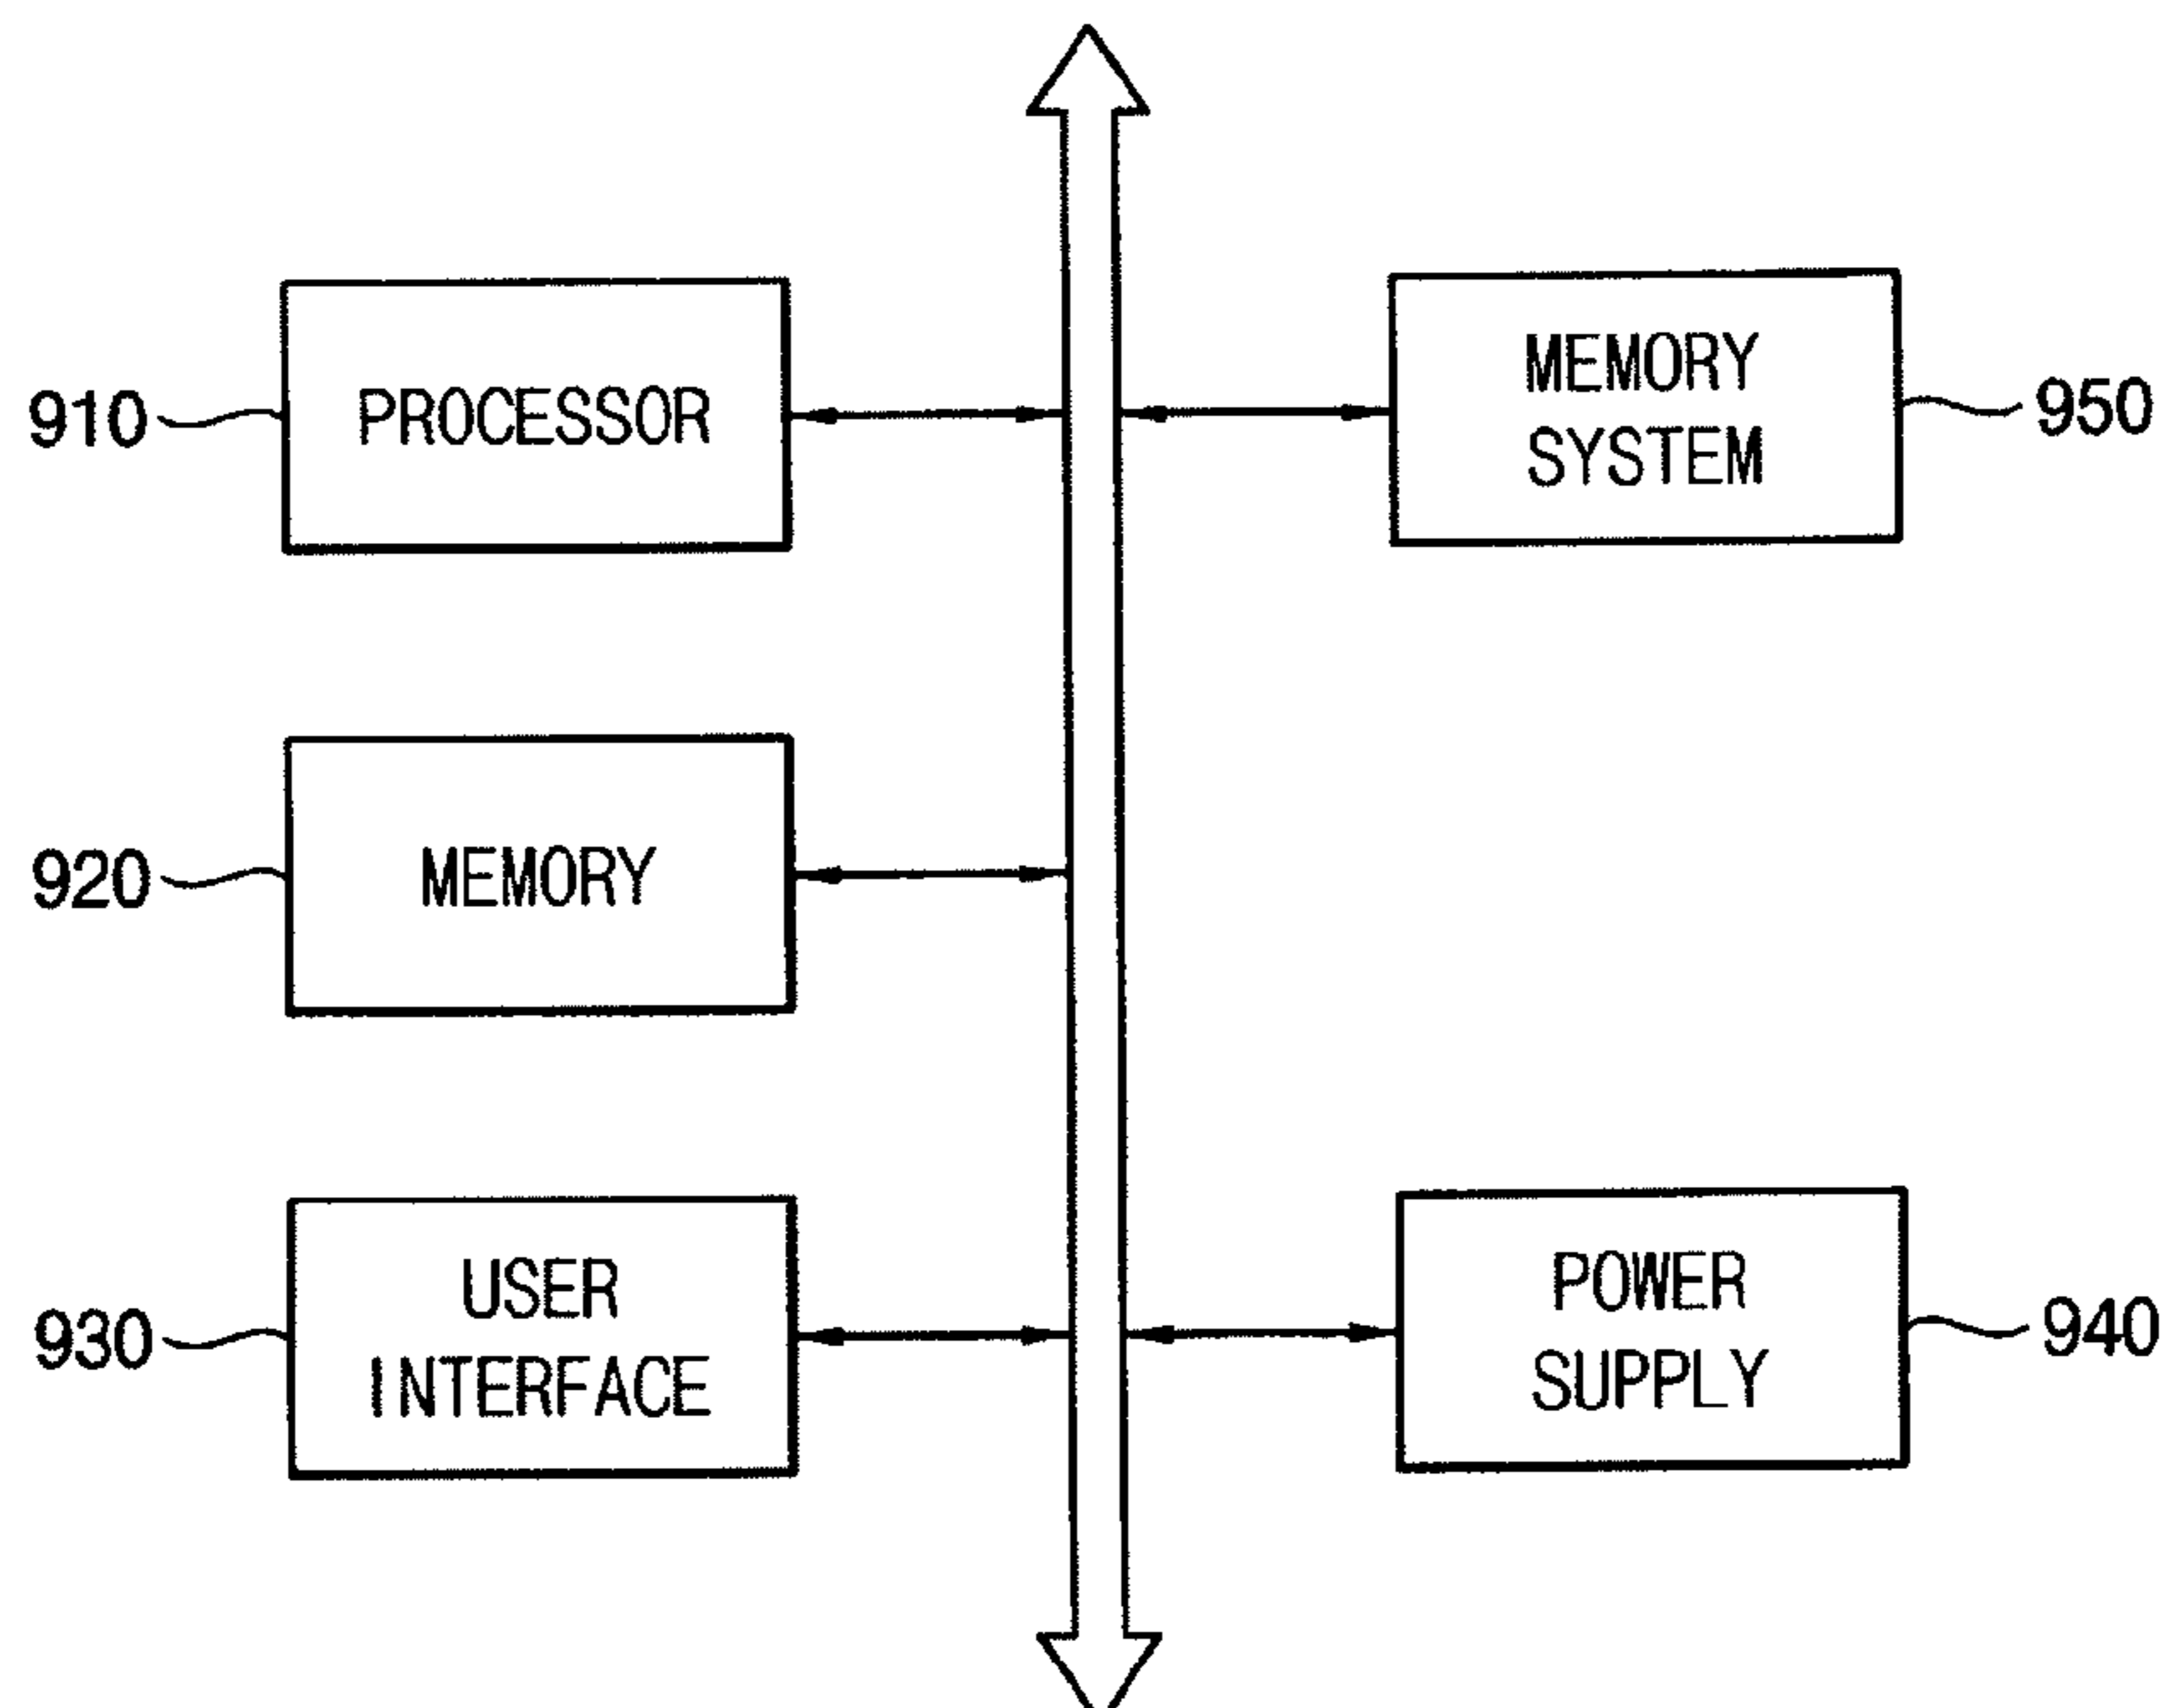 910
PROCESSOR
MEMORY
SYSTEM
950
920
MEMORY
930
USER
INTERFACE
POWER
SUPPLY
940